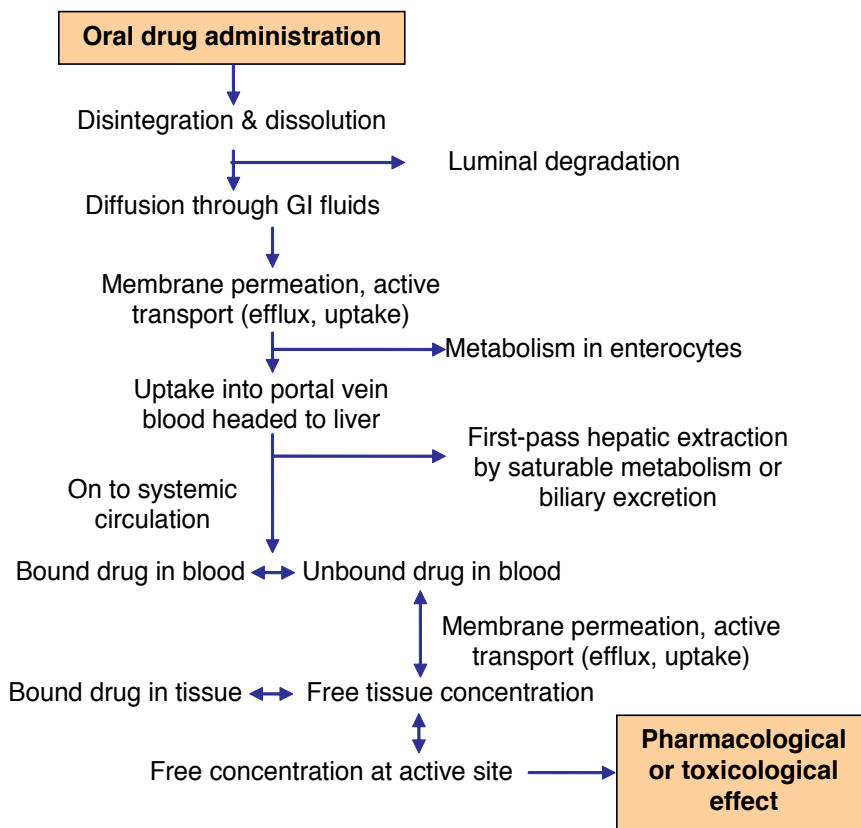 Oral drug administration
Disintegration & dissolution
Luminal degradation
Diffusion through GI fluids
Membrane permeation, active
transport (efflux, uptake)
Metabolism in enterocytes
Uptake into portal vein
blood headed to liver
First-pass hepatic extraction
by saturable metabolism or
biliary excretion
On to systemic
circulation
Bound drug in blood
Unbound drug in blood
Membrane permeation, active
transport (efflux, uptake)
Bound drug in tissue
Free tissue concentration
Free concentration at active site
Pharmacological
or toxicological
effect